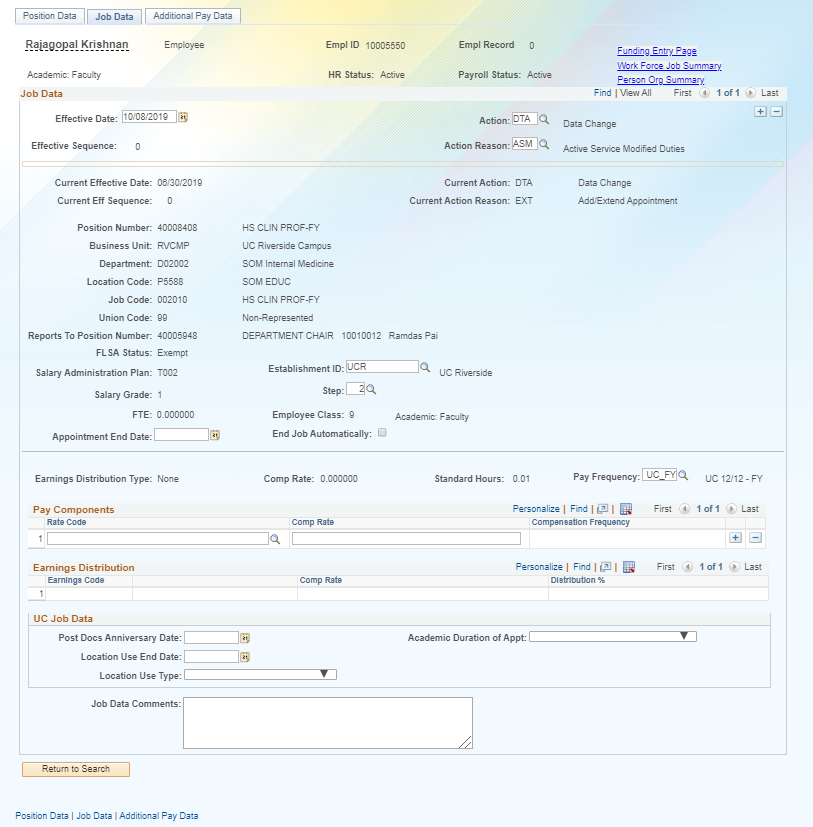 Position Data Job Data Additional Pay Data
Rajagopal Krishnan Employee Empl ID 10005550 Empl Record 0 Funding Entry Page
Work Force Job Summary
Academic: Faculty HR Status: Active Payroll Status: Active Person Org Summary
Job Data Find | View All First 1 of 1 Last
Effective Date: 10/08/2019 Action: DTA Data Change
Effective Sequence: 0 Action Reason: ASM Active Service Modified Duties
Current Effective Date: 06/30/2019 Current Action: DTA Data Change
Current Eff Sequence: 0 Current Action Reason: EXT Add/Extend Appointment
Position Number: 40008408 HS CLIN PROF-FY
Business Unit: RVCMP UC Riverside Campus
Department: D02002 SOM Internal Medicine
Location Code: P5588 SOM EDUC
Job Code: 002010 HS CLIN PROF-FY
Union Code: 99 Non-Represented
Reports To Position Number: 40005948 DEPARTMENT CHAIR 10010012 Ramdas Pai
FLSA Status: Exempt
Salary Administration Plan: T002 Establishment ID: UCR UC Riverside
Salary Grade: 1 Step: 2
FTE: 0.000000 Employee Class: 9 Academic: Faculty
Appointment End Date: End Job Automatically:
Earnings Distribution Type: None Comp Rate: 0.000000 Standard Hours: 0.01 Pay Frequency: UC_FY UC 12/12 - FY
Pay Components Personalize | Find | | First 1 of 1 Last
Rate Code Comp Rate Compensation Frequency
1
Earnings Distribution Personalize | Find | | First 1 of 1 Last
Earnings Code Comp Rate Distribution %
1
UC Job Data
Post Docs Anniversary Date: Academic Duration of Appt:
Location Use End Date:
Location Use Type:
Job Data Comments:
Return to Search
Position Data | Job Data | Additional Pay Data